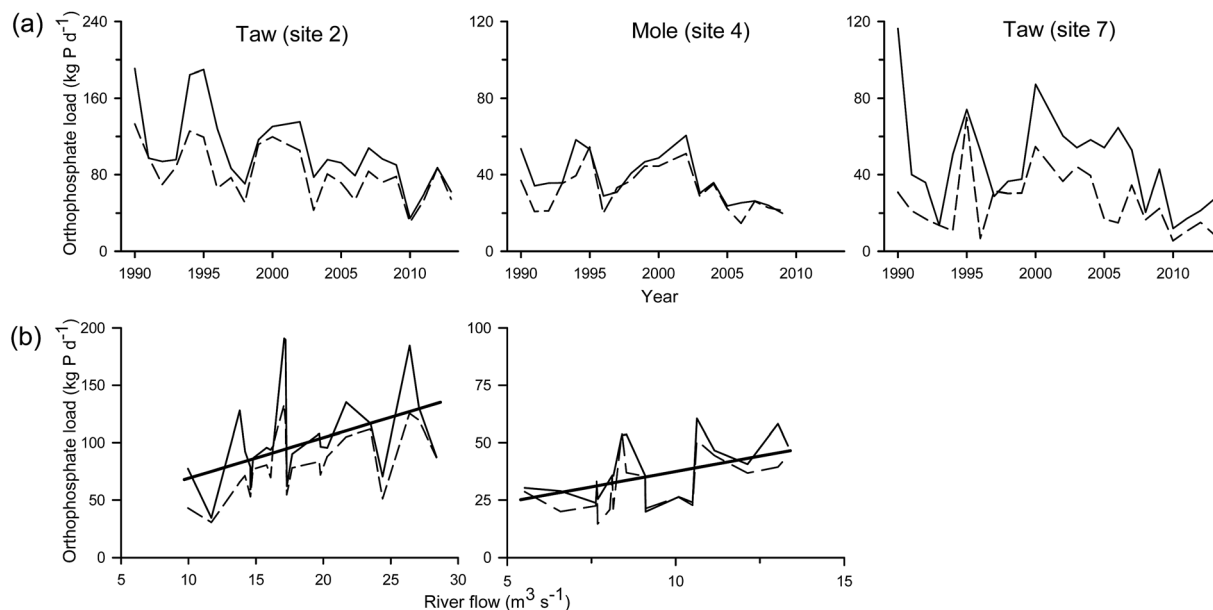 (a)
Taw (site 2)
Mole (site 4)
Taw (site 7)
Orthophosphate load (kg P d⁻¹)
240
160
80
0
1990 1995 2000 2005 2010
120
80
40
0
1990 1995 2000 2005 2010
120
80
40
0
1990 1995 2000 2005 2010
Year
(b)
Orthophosphate load (kg P d⁻¹)
200
150
100
50
0
5 10 15 20 25 30
100
75
50
25
0
5 10 15
River flow (m³ s⁻¹)